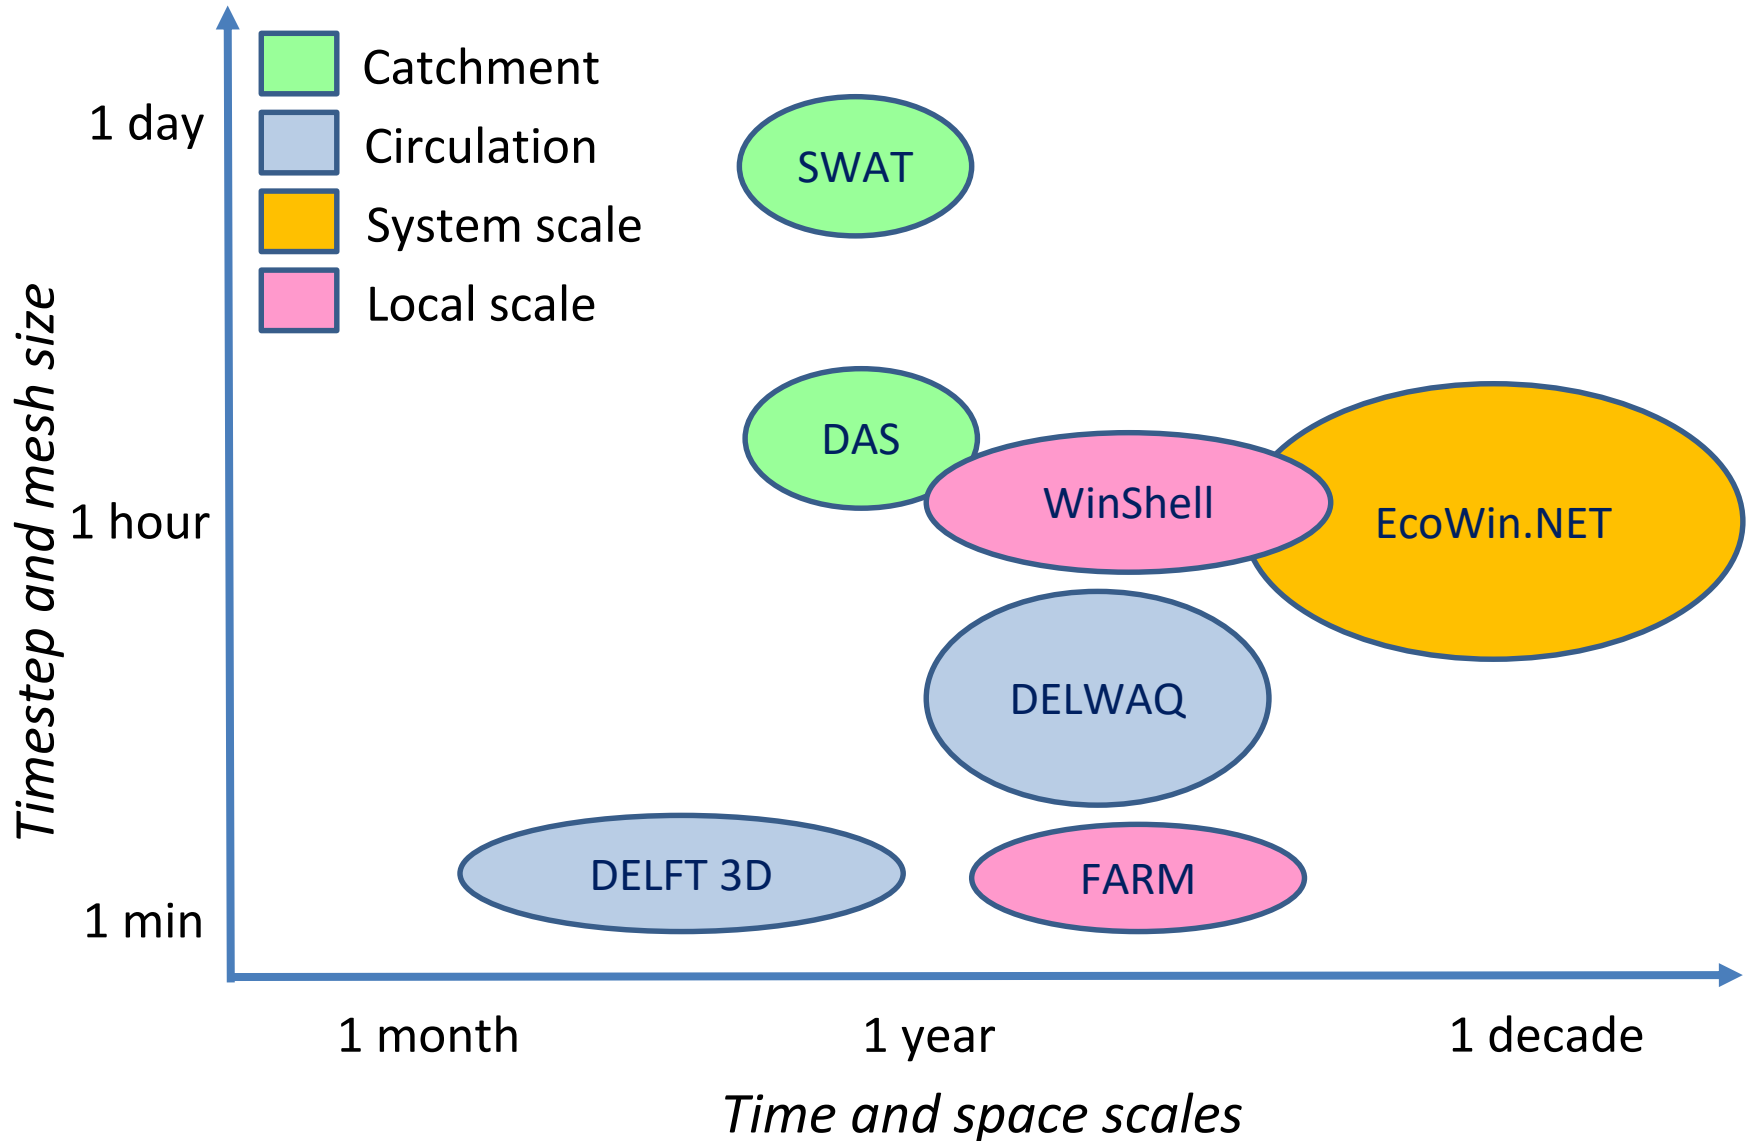 Catchment
Circulation
System scale
Local scale
1 day
1 hour
1 min
Timestep and mesh size
SWAT
DAS
WinShell
EcoWin.NET
DELWAQ
DELFT 3D
FARM
1 month
1 year
1 decade
Time and space scales